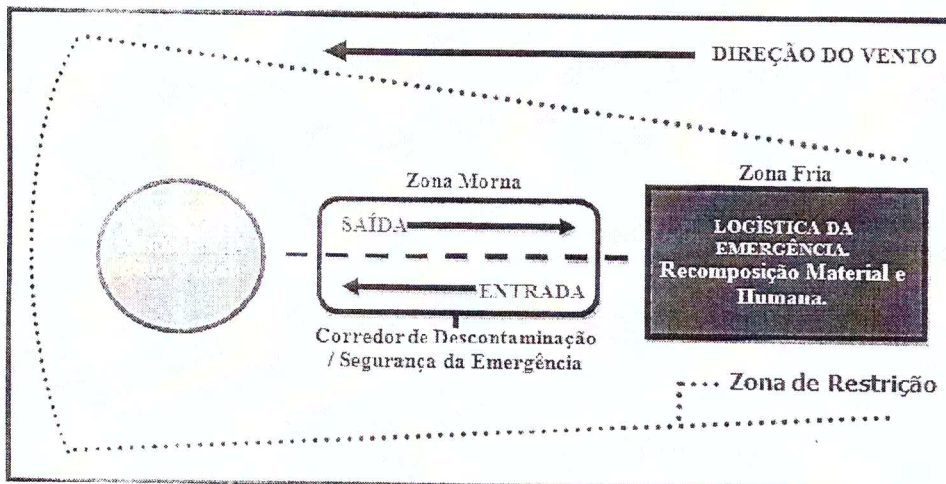 DIREÇÃO DO VENTO
Zona Morna
Zona Fria
SAÍDA
ENTRADA
LOGÌSTICA DA
EMERGÊNCIA.
Recomposição Material e
Humana.
Corredor de Descontaminação
/ Segurança da Emergência
Zona de Restrição